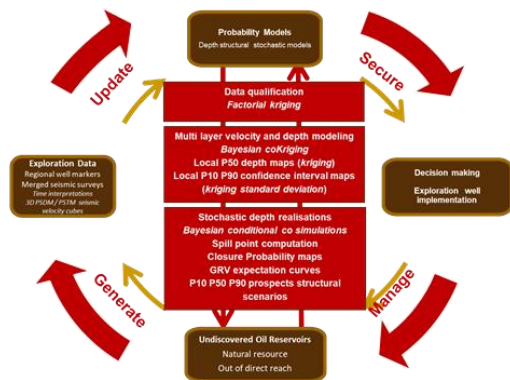 Probability Models
Depth structural stochastic models
Update
Secure
Data qualification
Factorial kriging
Multi layer velocity and depth modeling
Bayesian coKriging
Local P50 depth maps (kriging)
Local P10 P90 confidence interval maps
(kriging standard deviation)
Exploration Data
Regional well markers
Merged seismic surveys
Time interpretations
3D PSDM / PSTM seismic
velocity cubes
Decision making
Exploration well
implementation
Stochastic depth realisations
Bayesian conditional co simulations
Spill point computation
Closure Probability maps
GRV expectation curves
P10 P50 P90 prospects structural
scenarios
Generate
Manage
Undiscovered Oil Reservoirs
Natural resource
Out of direct reach